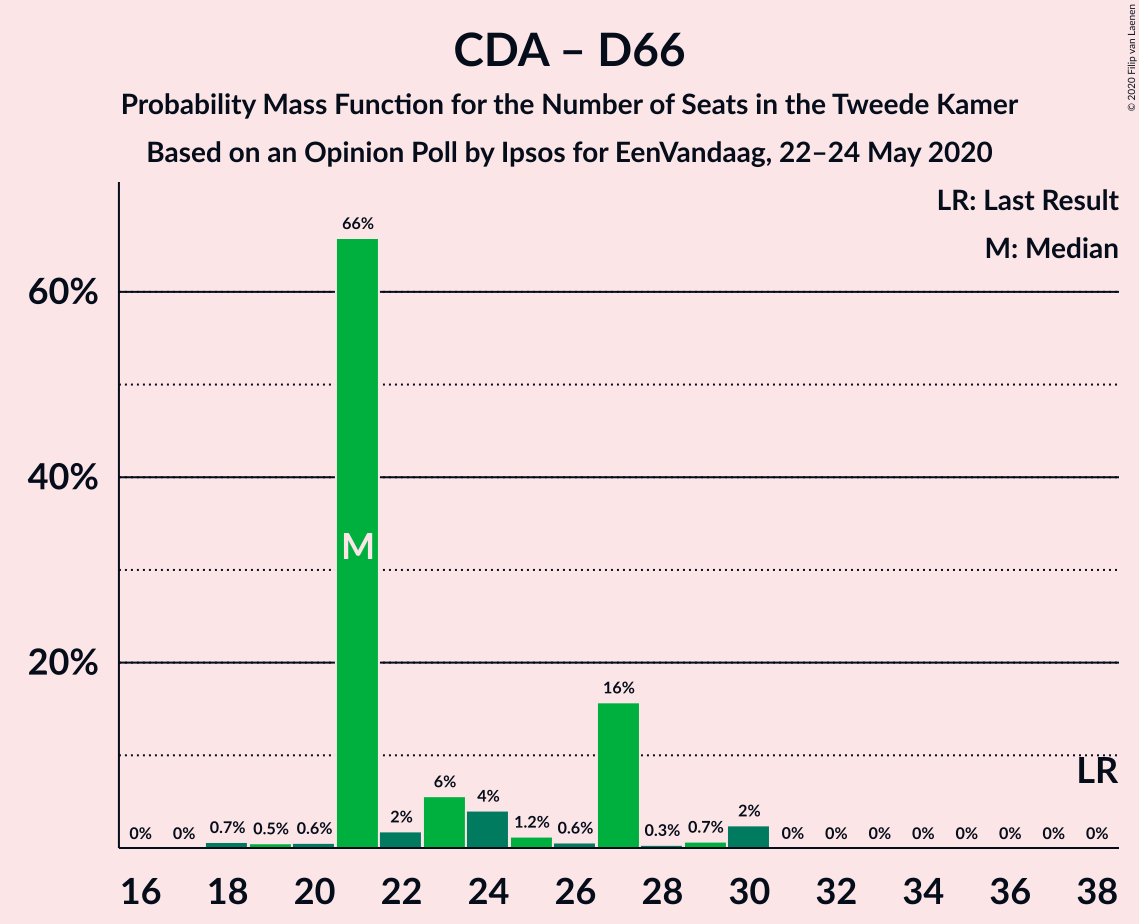 CDA – D66
Probability Mass Function for the Number of Seats in the Tweede Kamer
Based on an Opinion Poll by Ipsos for EenVandaag, 22–24 May 2020
© 2020 Filip van Laenen
LR: Last Result
M: Median
60%
40%
20%
0%
0%
0.7%
0.5%
0.6%
66%
2%
6%
4%
1.2%
0.6%
16%
0.3%
0.7%
2%
0%
0%
0%
0%
0%
0%
0%
0%
M
LR
16 18 20 22 24 26 28 30 32 34 36 38